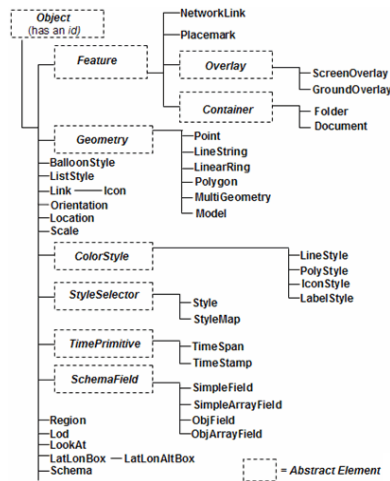 Object
(has an id)
NetworkLink
Placemark
Feature
Overlay
ScreenOverlay
GroundOverlay
Container
Folder
Document
Geometry
Point
LineString
LinearRing
Polygon
MultiGeometry
Model
BalloonStyle
ListStyle
Link Icon
Orientation
Location
Scale
ColorStyle
LineStyle
PolyStyle
IconStyle
LabelStyle
StyleSelector
Style
StyleMap
TimePrimitive
TimeSpan
TimeStamp
SchemaField
SimpleField
SimpleArrayField
ObjField
ObjArrayField
Region
Lod
LookAt
LatLonBox LatLonAltBox
Schema
= Abstract Element